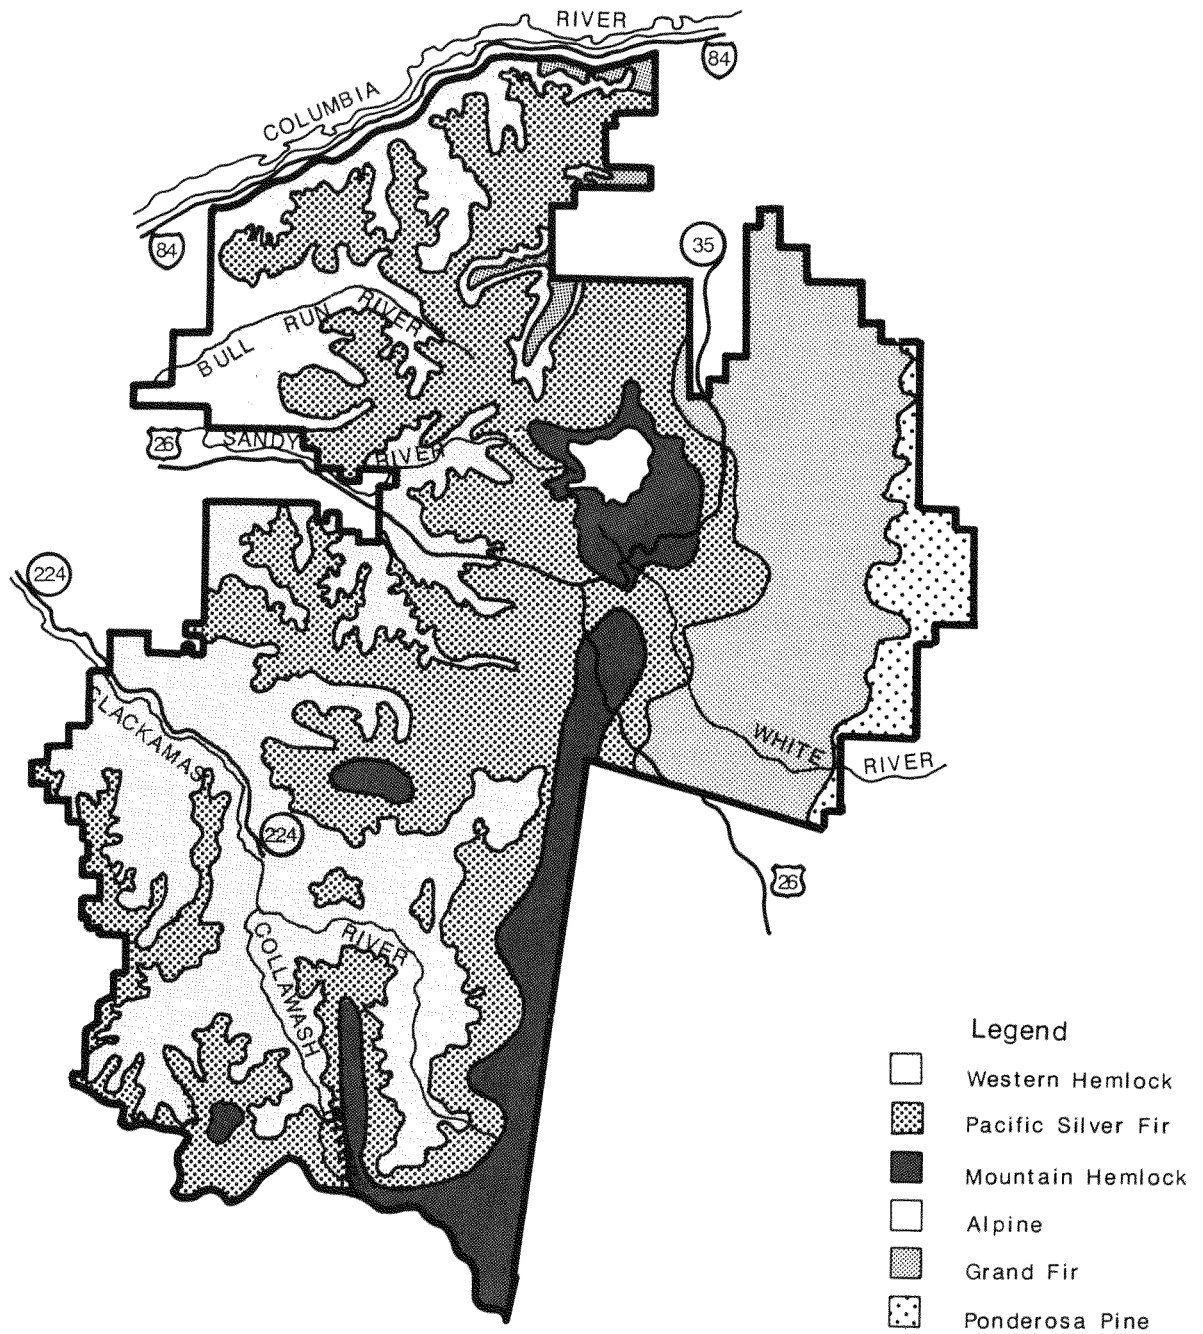 RIVER
84
COLUMBIA
84
35
RIVER
RUN
BULL
26
SANDY
RIVER
224
CLACKAMAS
WHITE
RIVER
224
26
RIVER
COLLAWASH
Legend
Western Hemlock
Pacific Silver Fir
Mountain Hemlock
Alpine
Grand Fir
Ponderosa Pine